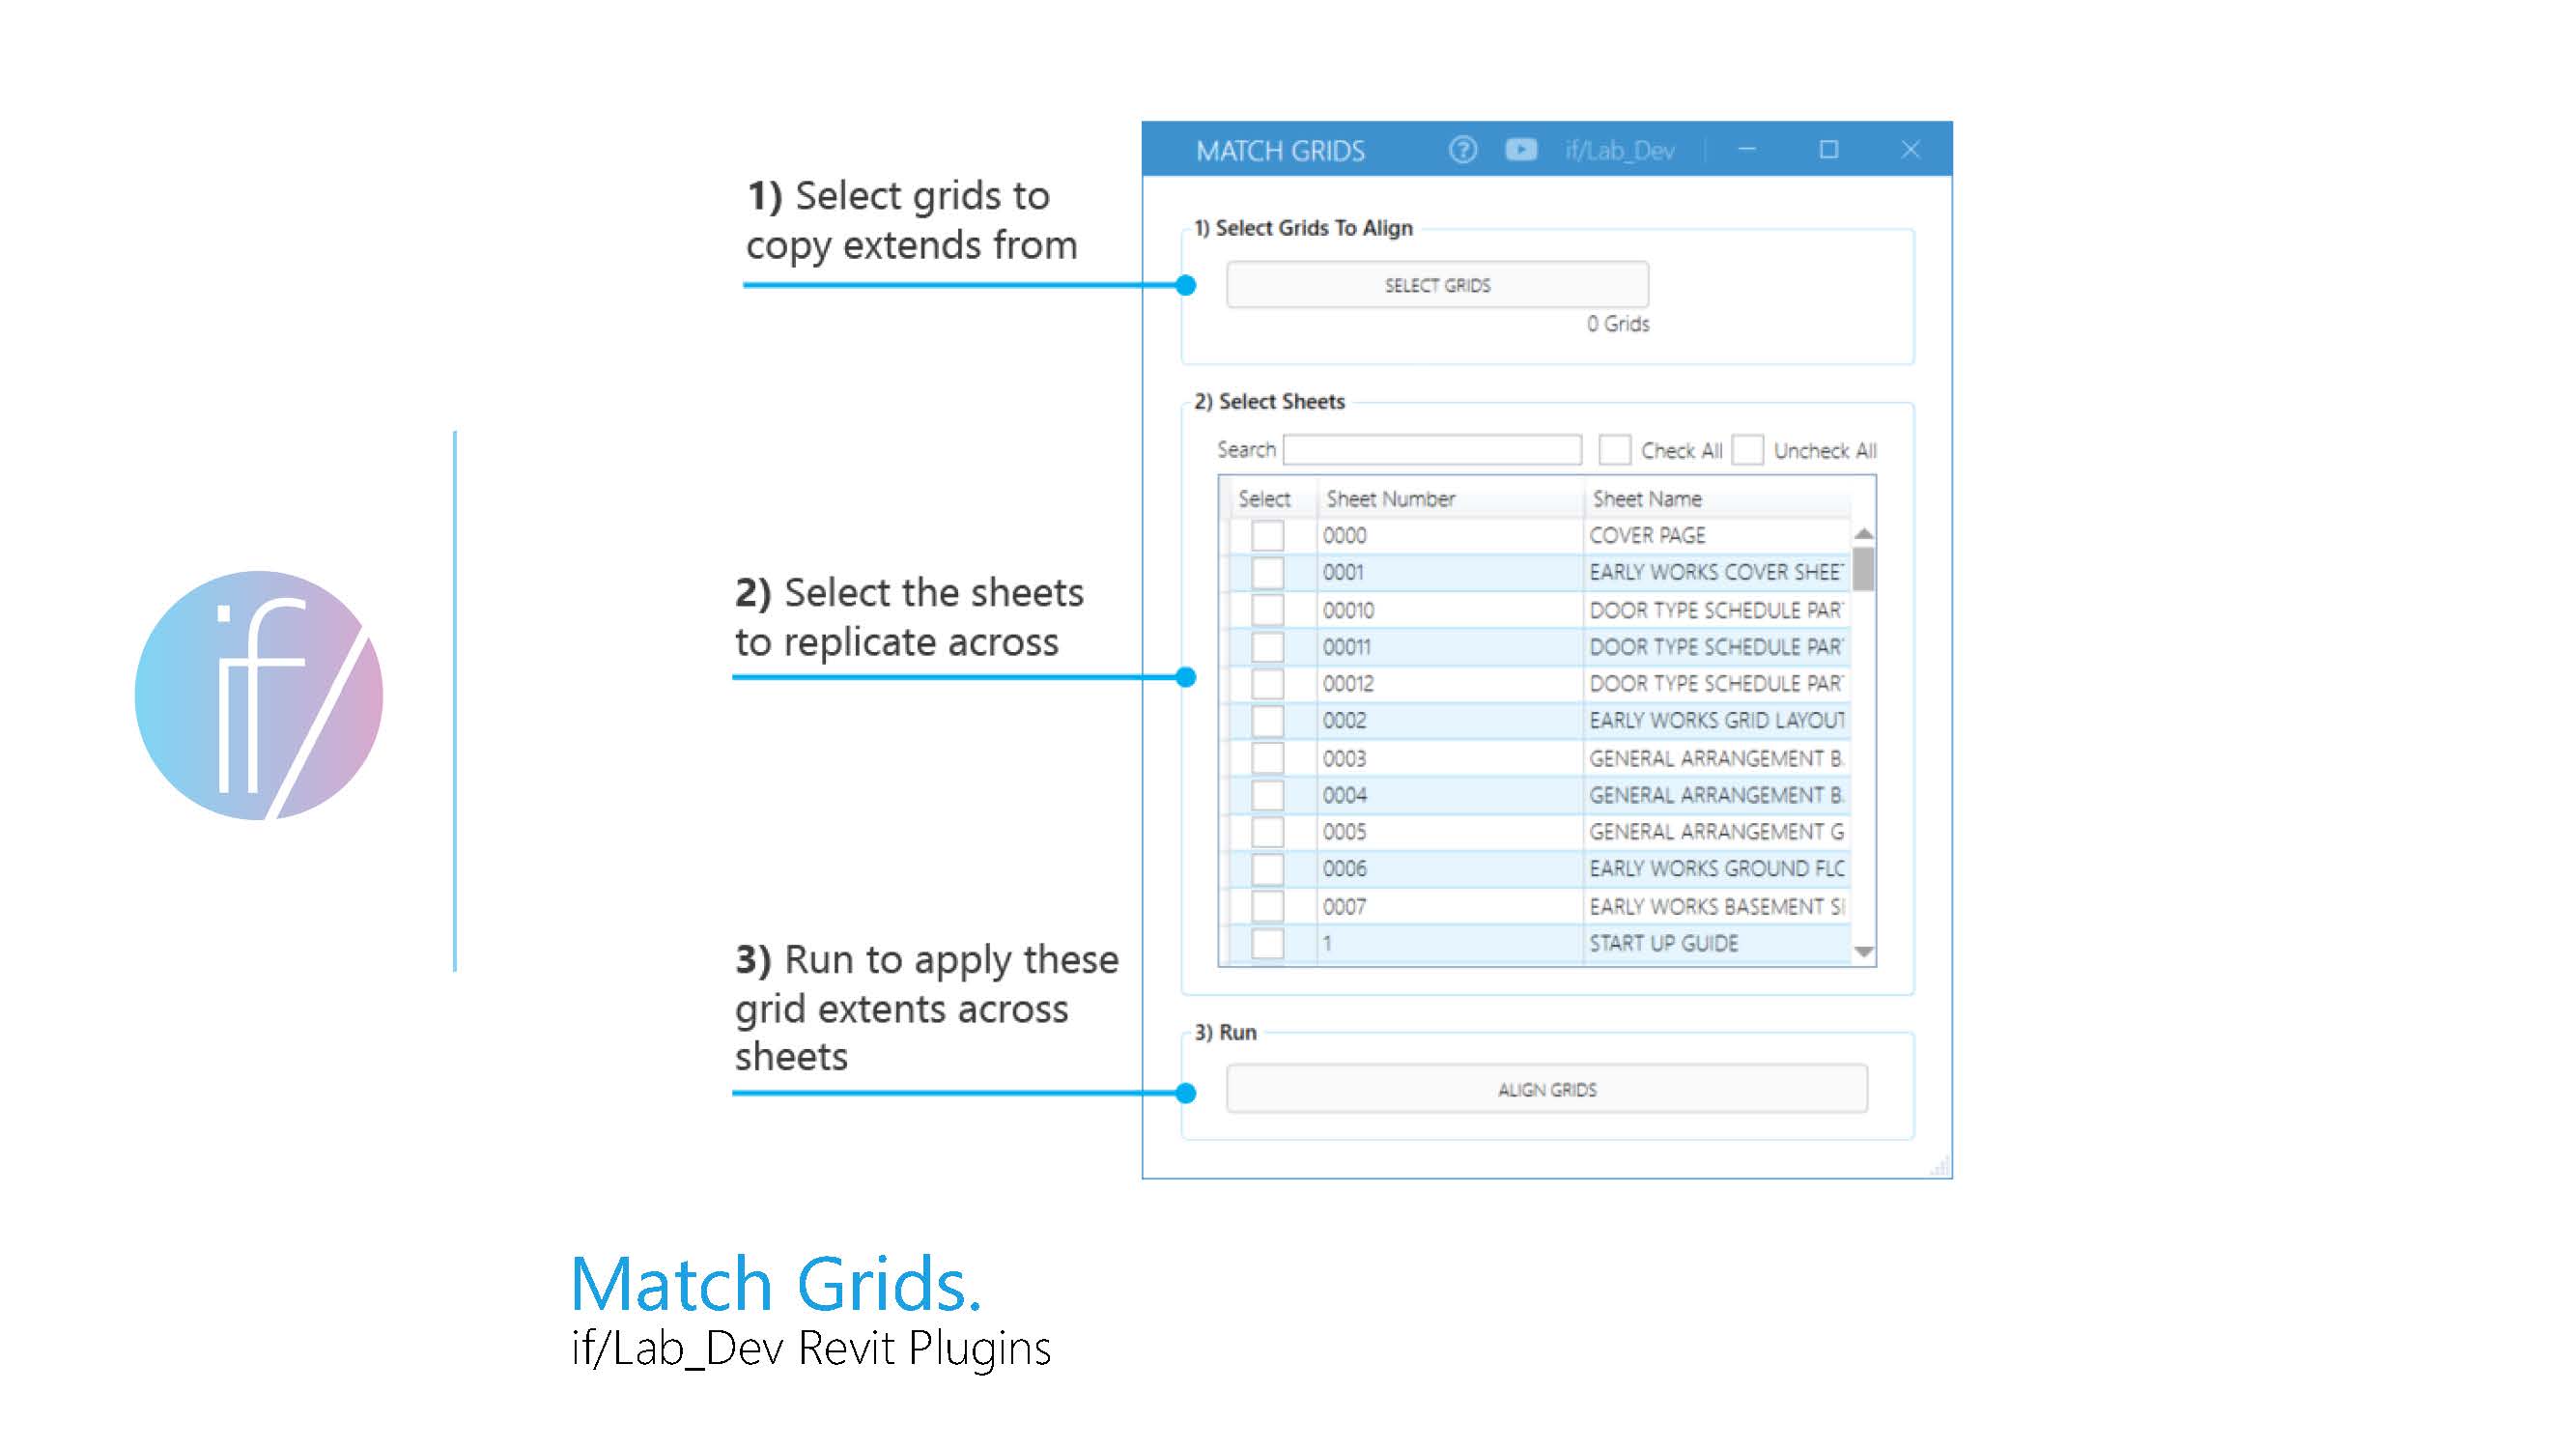 1) Select grids to
copy extends from
2) Select the sheets
to replicate across
3) Run to apply these
grid extents across
sheets
MATCH GRIDS if/Lab_Dev
1) Select Grids To Align
SELECT GRIDS
0 Grids
2) Select Sheets
Search Check All Uncheck All
Select Sheet Number Sheet Name
0000 COVER PAGE
0001 EARLY WORKS COVER SHEE
00010 DOOR TYPE SCHEDULE PAR
00011 DOOR TYPE SCHEDULE PAR
00012 DOOR TYPE SCHEDULE PAR
0002 EARLY WORKS GRID LAYOUT
0003 GENERAL ARRANGEMENT B
0004 GENERAL ARRANGEMENT B
0005 GENERAL ARRANGEMENT G
0006 EARLY WORKS GROUND FLO
0007 EARLY WORKS BASEMENT
1 START UP GUIDE
3) Run
ALIGN GRIDS
if/
Match Grids.
if/Lab_Dev Revit Plugins